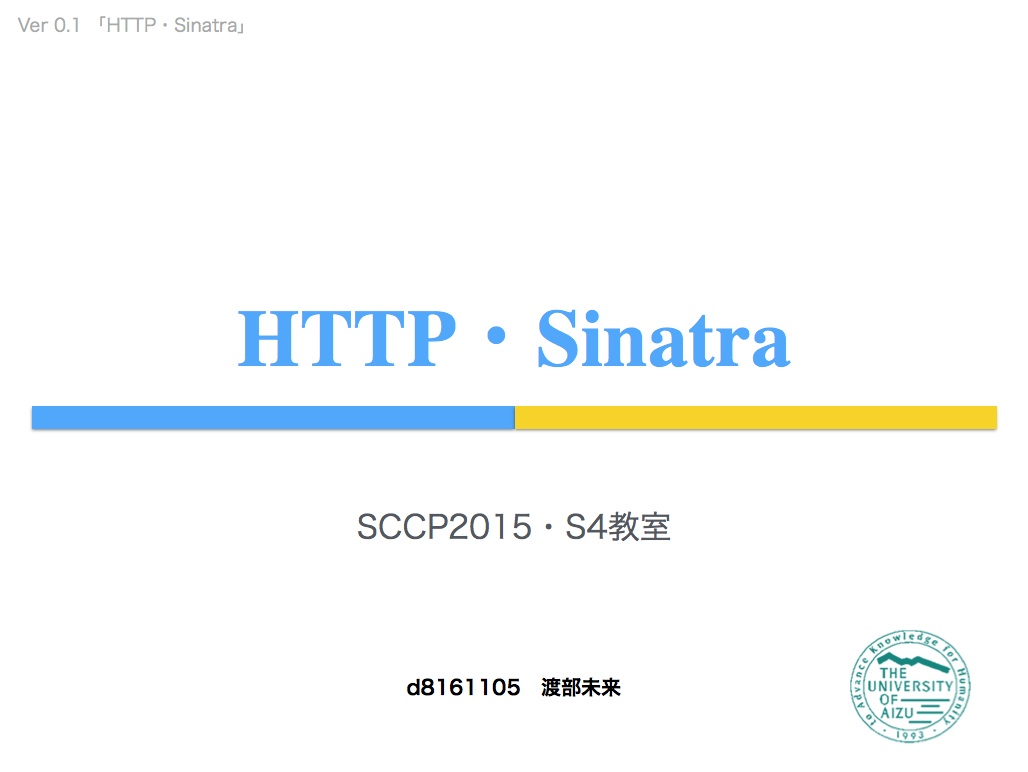 Ver 0.1 「HTTP・Sinatra」
HTTP・Sinatra
SCCP2015・S4教室
d8161105　渡部未来
to Advance Knowledge for Humanity
THE
UNIVERSITY
OF
AIZU
・1993・